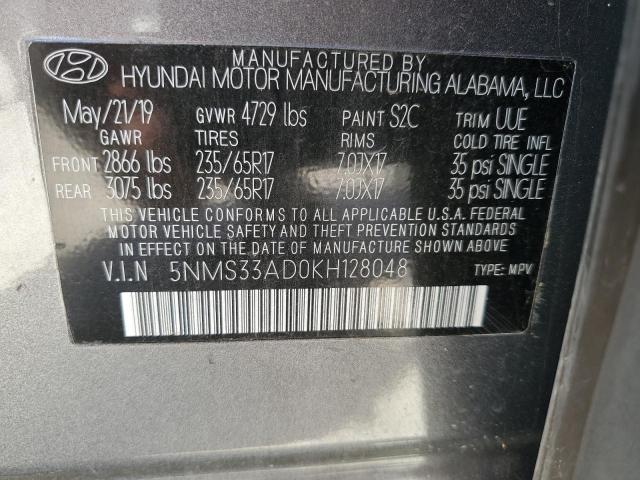 MANUFACTURED BY
HYUNDAI MOTOR MANUFACTURING ALABAMA, LLC
May/21/19 GVWR 4729 lbs PAINT S2C TRIM UUE
GAWR TIRES RIMS COLD TIRE INFL
FRONT 2866 lbs 235/65R17 7.0JX17 35 psi SINGLE
REAR 3075 lbs 235/65R17 7.0JX17 35 psi SINGLE
THIS VEHICLE CONFORMS TO ALL APPLICABLE U.S.A. FEDERAL
MOTOR VEHICLE SAFETY AND THEFT PREVENTION STANDARDS
IN EFFECT ON THE DATE OF MANUFACTURE SHOWN ABOVE.
V.I.N 5NMS33AD0KH128048 TYPE: MPV